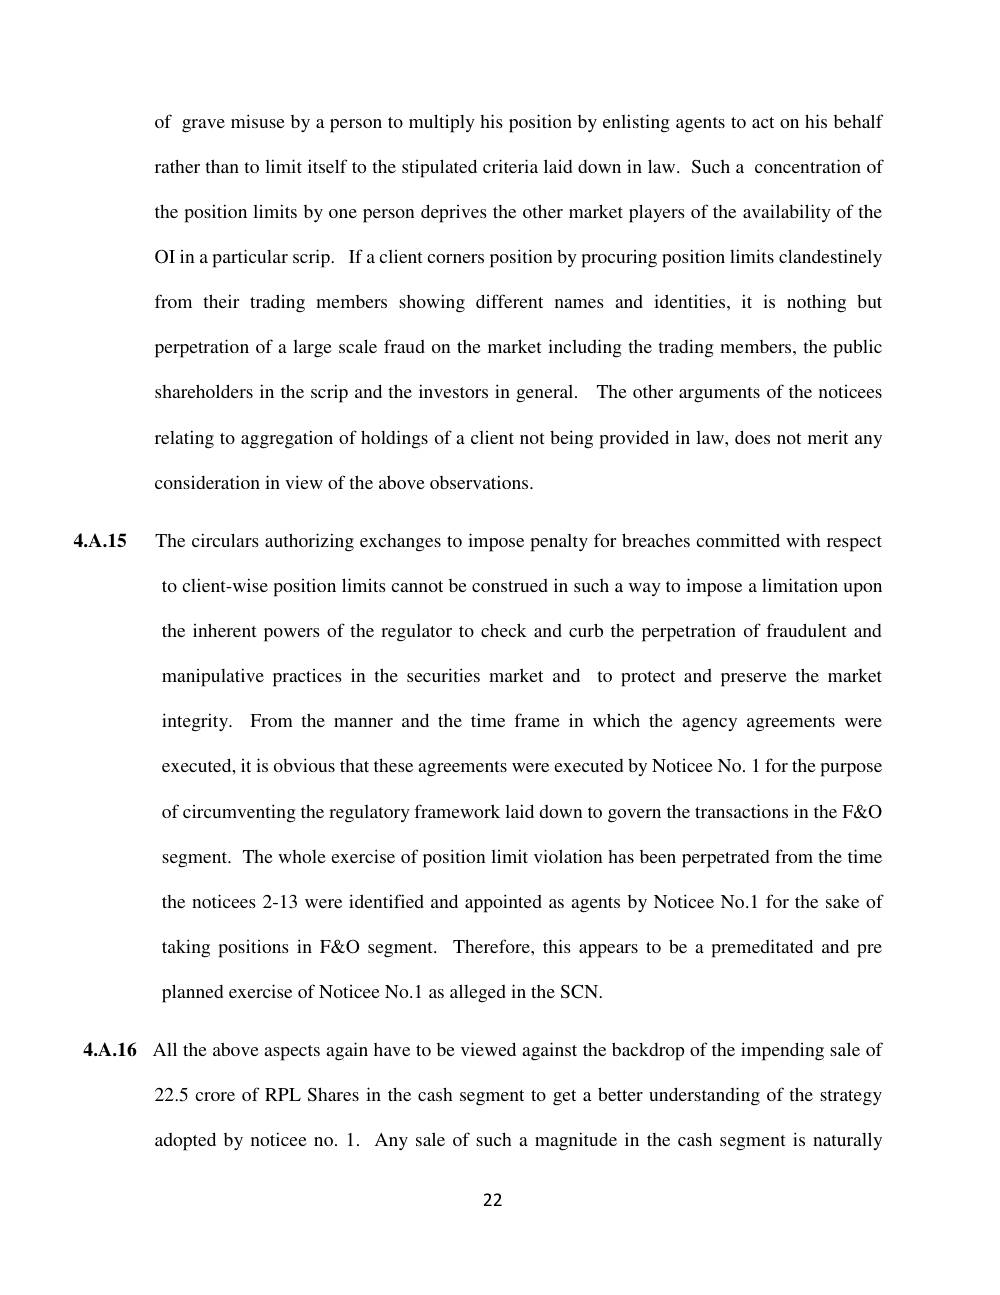 of grave misuse by a person to multiply his position by enlisting agents to act on his behalf
rather than to limit itself to the stipulated criteria laid down in law. Such a concentration of
the position limits by one person deprives the other market players of the availability of the
OI in a particular scrip. If a client corners position by procuring position limits clandestinely
from their trading members showing different names and identities, it is nothing but
perpetration of a large scale fraud on the market including the trading members, the public
shareholders in the scrip and the investors in general. The other arguments of the noticees
relating to aggregation of holdings of a client not being provided in law, does not merit any
consideration in view of the above observations.
4.A.15 The circulars authorizing exchanges to impose penalty for breaches committed with respect
to client-wise position limits cannot be construed in such a way to impose a limitation upon
the inherent powers of the regulator to check and curb the perpetration of fraudulent and
manipulative practices in the securities market and to protect and preserve the market
integrity. From the manner and the time frame in which the agency agreements were
executed, it is obvious that these agreements were executed by Noticee No. 1 for the purpose
of circumventing the regulatory framework laid down to govern the transactions in the F&O
segment. The whole exercise of position limit violation has been perpetrated from the time
the noticees 2-13 were identified and appointed as agents by Noticee No.1 for the sake of
taking positions in F&O segment. Therefore, this appears to be a premeditated and pre
planned exercise of Noticee No.1 as alleged in the SCN.
4.A.16 All the above aspects again have to be viewed against the backdrop of the impending sale of
22.5 crore of RPL Shares in the cash segment to get a better understanding of the strategy
adopted by noticee no. 1. Any sale of such a magnitude in the cash segment is naturally
22